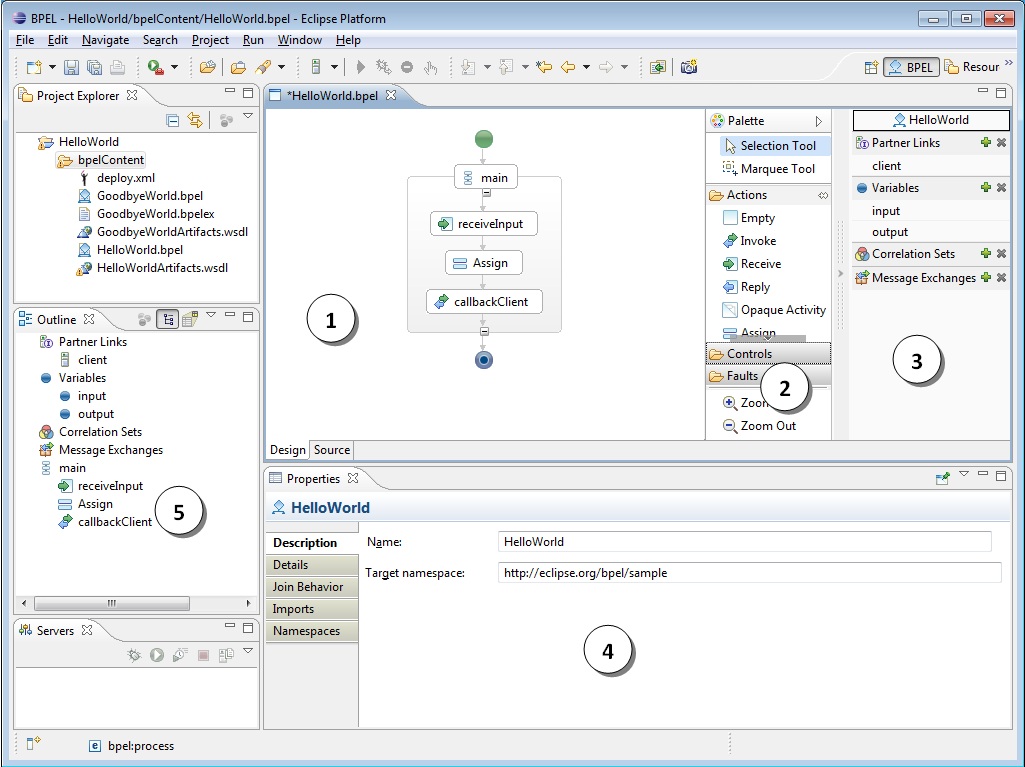 BPEL - HelloWorld/bpelContent/HelloWorld.bpel - Eclipse Platform
File Edit Navigate Search Project Run Window Help
BPEL Resour »
Project Explorer
HelloWorld
bpelContent
deploy.xml
GoodbyeWorld.bpel
GoodbyeWorld.bpelex
GoodbyeWorldArtifacts.wsdl
HelloWorld.bpel
HelloWorldArtifacts.wsdl
Outline
Partner Links
client
Variables
input
output
Correlation Sets
Message Exchanges
main
receiveInput
Assign
callbackClient
5
Servers
*HelloWorld.bpel
main
receiveInput
Assign
callbackClient
1
Design Source
Palette
Selection Tool
Marquee Tool
Actions
Empty
Invoke
Receive
Reply
Opaque Activity
Assign
Controls
Faults
2
Zoom Out
HelloWorld
Partner Links
client
Variables
input
output
Correlation Sets
Message Exchanges
3
Properties
HelloWorld
Description
Details
Join Behavior
Imports
Namespaces
Name: HelloWorld
Target namespace: http://eclipse.org/bpel/sample
4
bpel:process